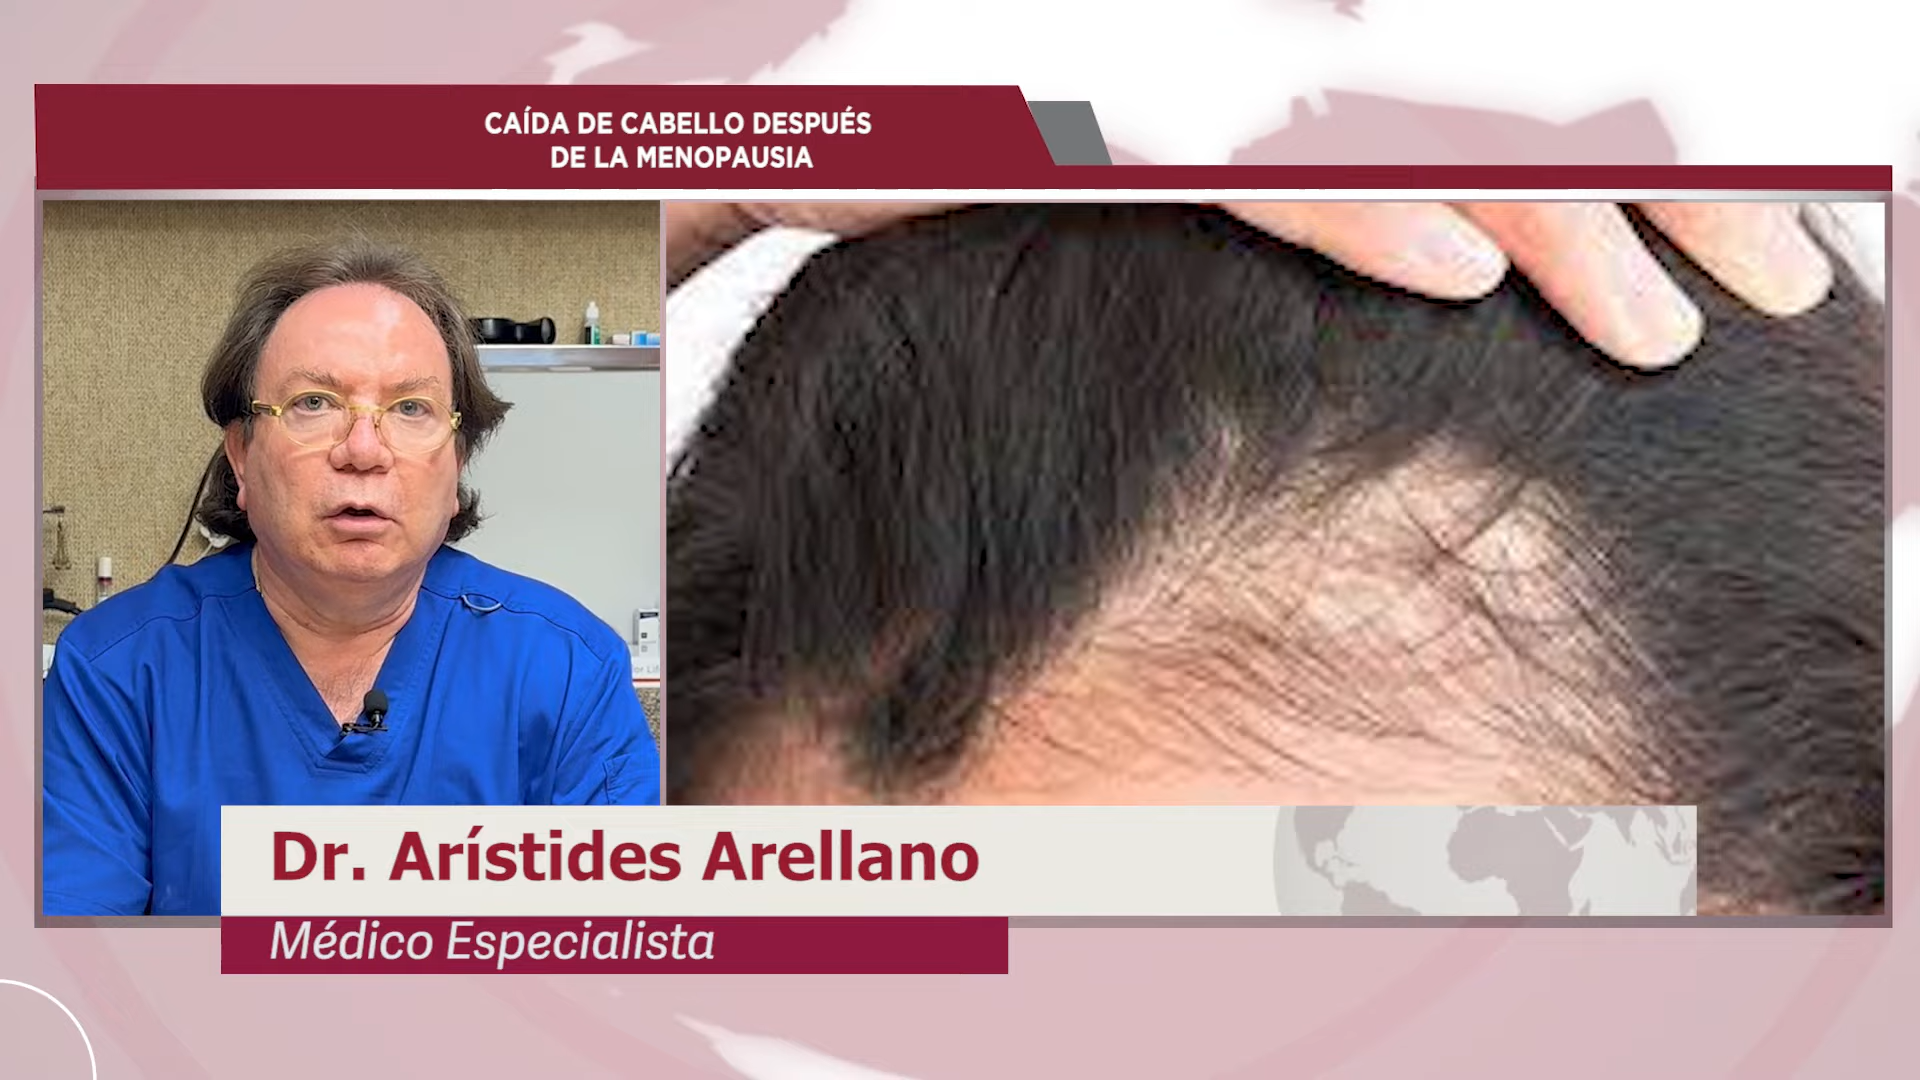 CAÍDA DE CABELLO DESPUÉS
DE LA MENOPAUSIA
Dr. Arístides Arellano
Médico Especialista